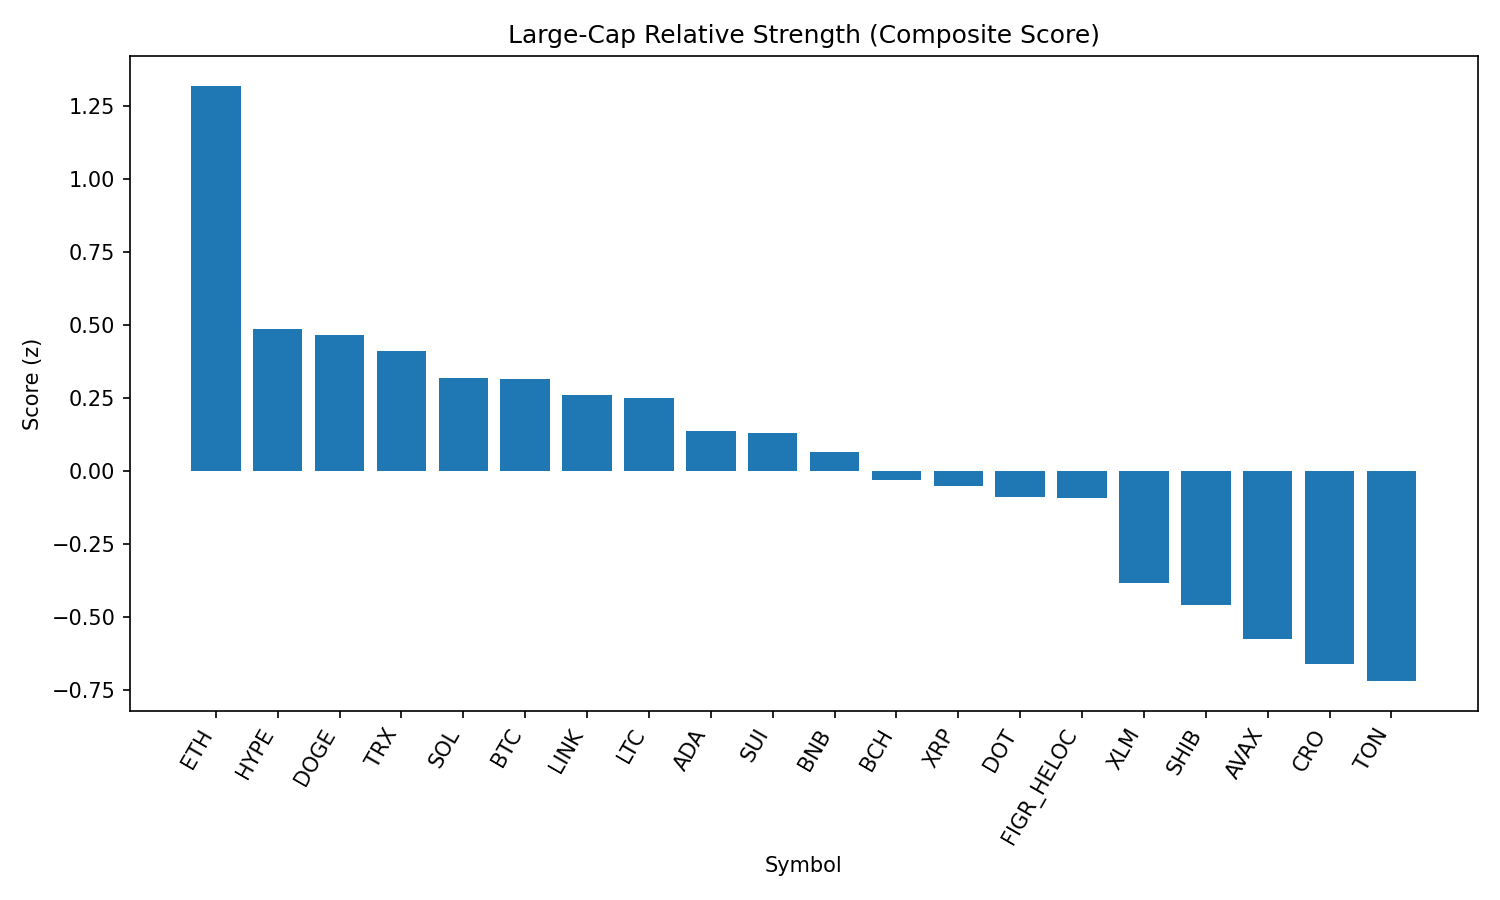 Large-Cap Relative Strength (Composite Score)
Score (z)
1.25
1.00
0.75
0.50
0.25
0.00
−0.25
−0.50
−0.75
ETH
HYPE
DOGE
TRX
SOL
BTC
LINK
LTC
ADA
SUI
BNB
BCH
XRP
DOT
FIGR_HELOC
XLM
SHIB
AVAX
CRO
TON
Symbol